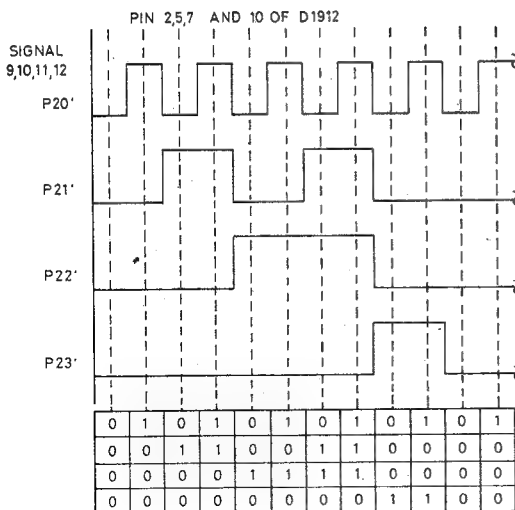 PIN 2,5,7 AND 10 OF D1912
SIGNAL
9,10,11,12
P20'
P21'
P22'
P23'
0 1 0 1 0 1 0 1 0 1 0 1
0 0 1 1 0 0 1 1 0 0 0 0
0 0 0 0 1 1 1 1 0 0 0 0
0 0 0 0 0 0 0 0 1 1 0 0